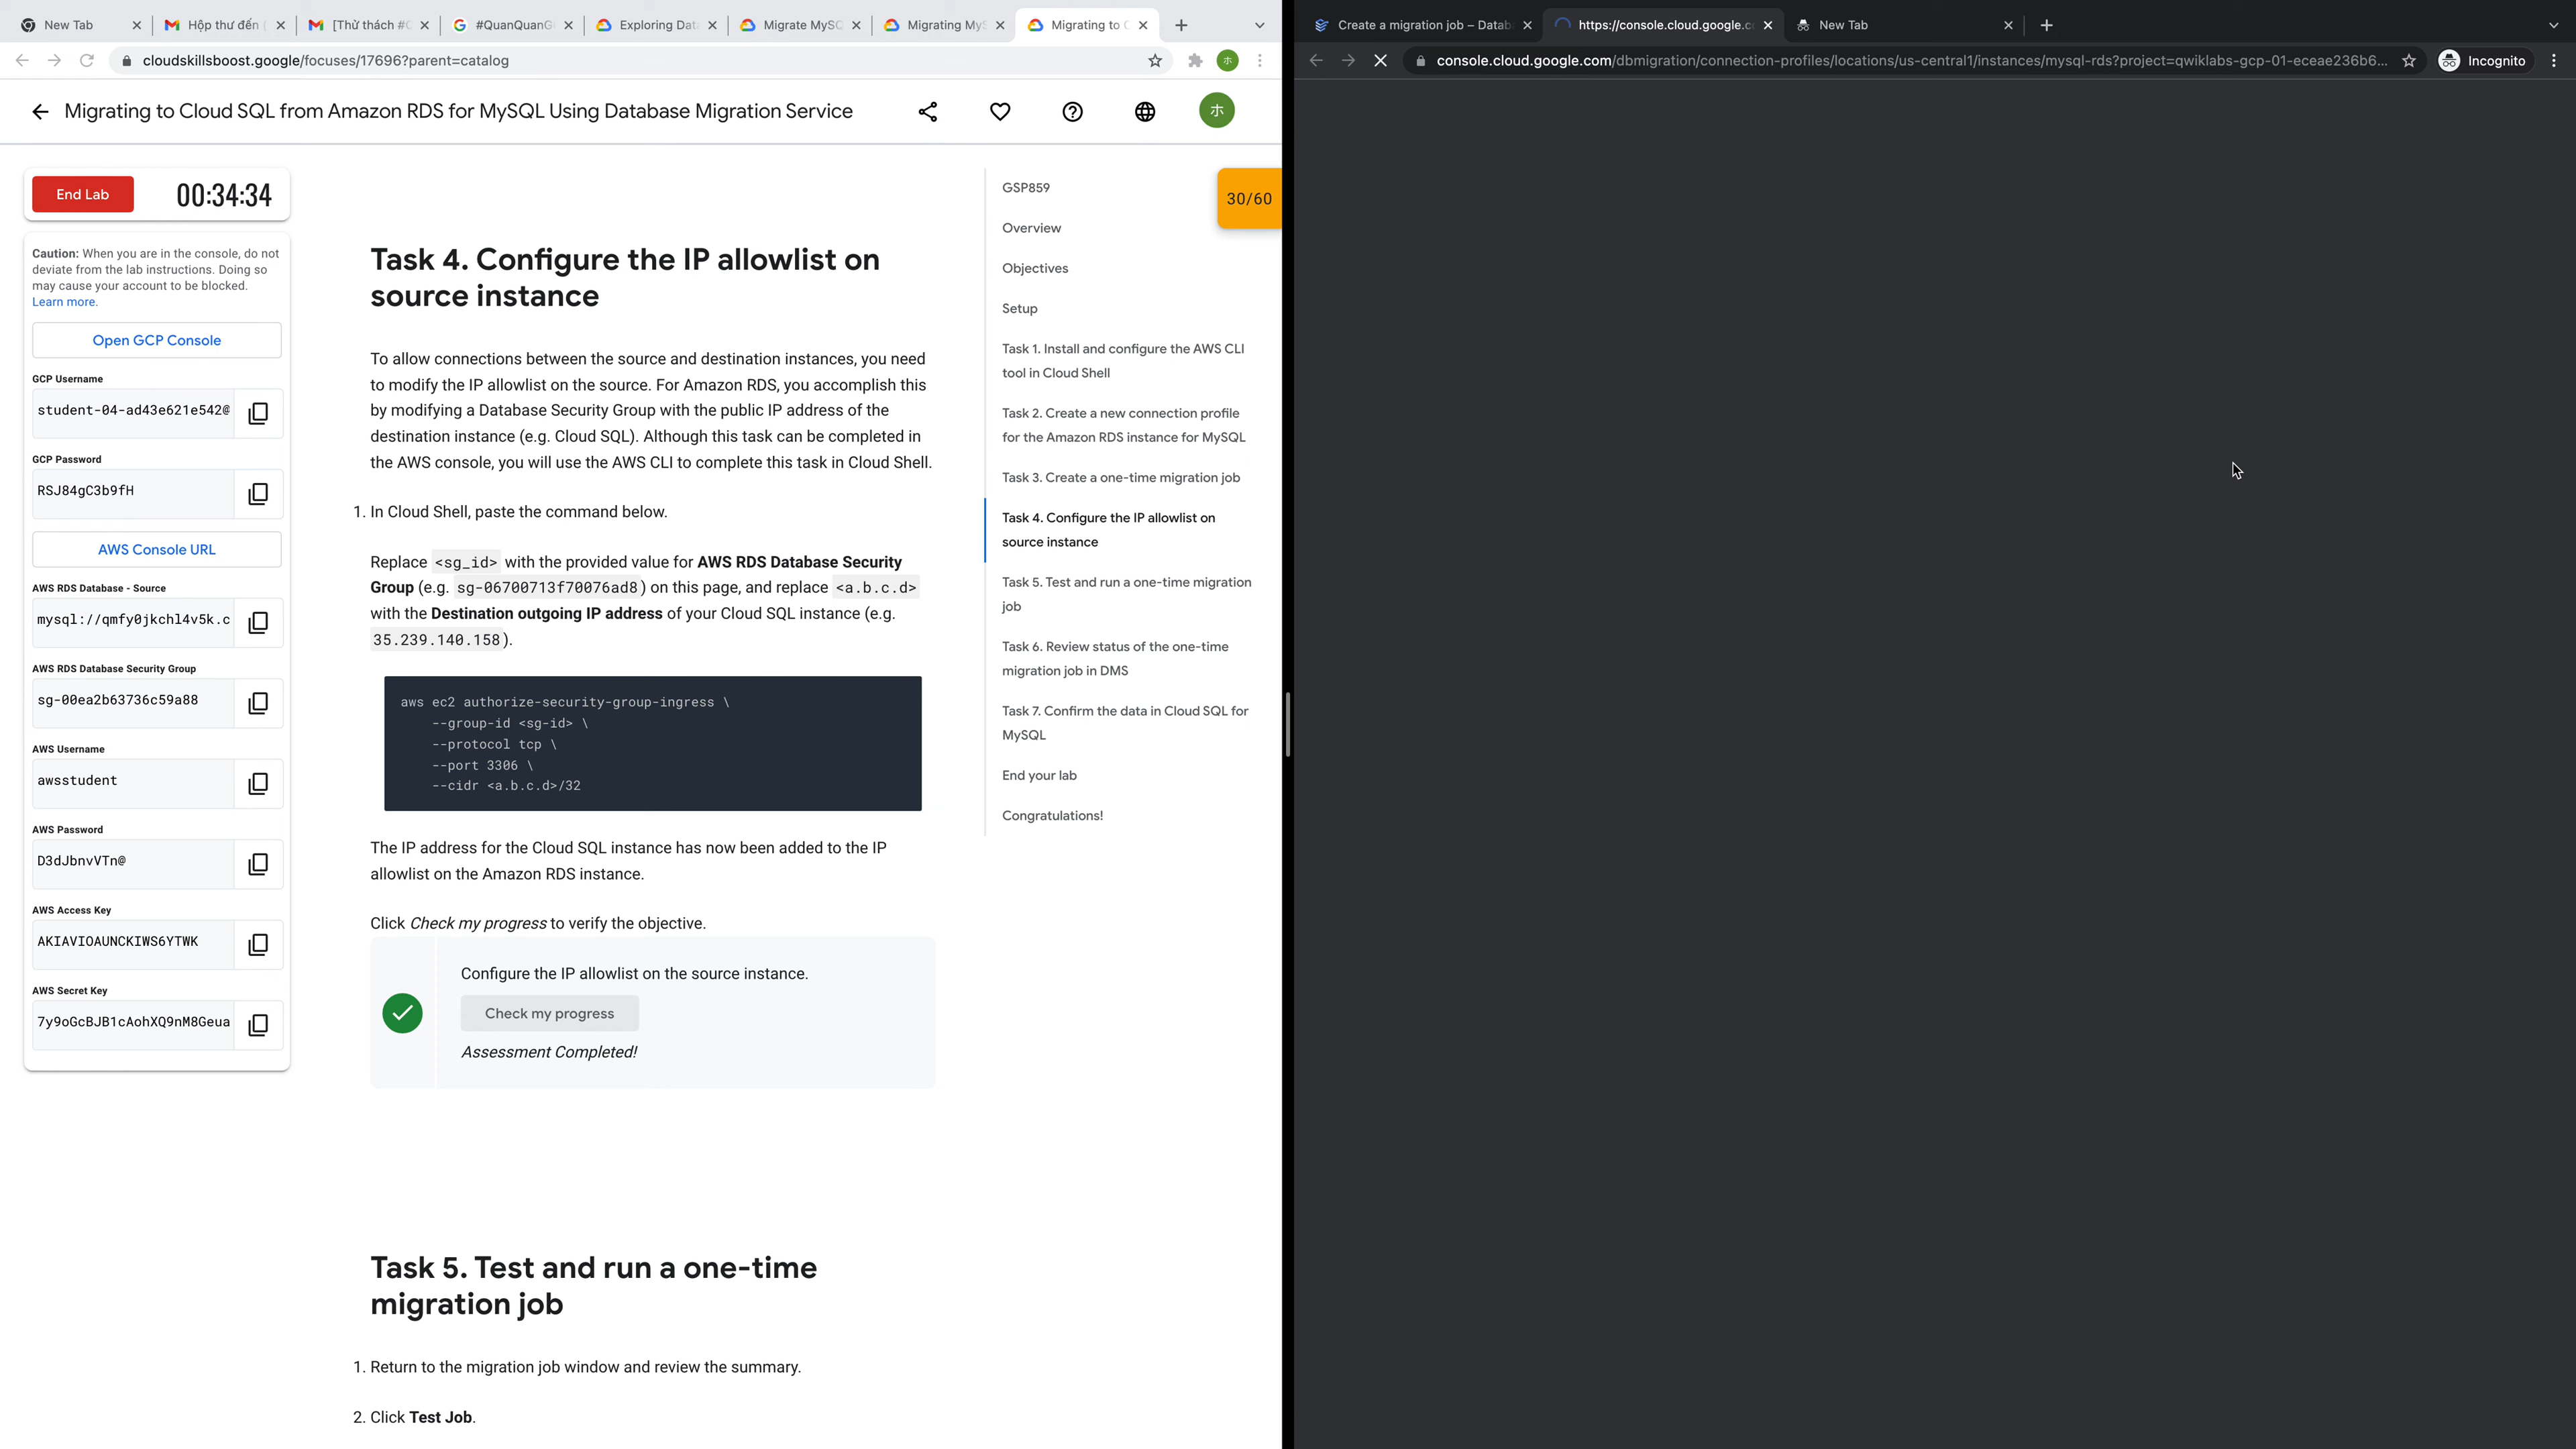 New Tab
Hộp thư đến (
[Thử thách #Q
#QuanQuanG
Exploring Data
Migrate MySQ
Migrating MyS
Migrating to C
cloudskillsboost.google/focuses/17696?parent=catalog
ホ
Migrating to Cloud SQL from Amazon RDS for MySQL Using Database Migration Service
ホ
End Lab
00:34:34
Caution: When you are in the console, do not
deviate from the lab instructions. Doing so
may cause your account to be blocked.
Learn more.
Open GCP Console
GCP Username
student-04-ad43e621e542@
GCP Password
RSJ84gC3b9fH
AWS Console URL
AWS RDS Database - Source
mysql://qmfy0jkchl4v5k.c
AWS RDS Database Security Group
sg-00ea2b63736c59a88
AWS Username
awsstudent
AWS Password
D3dJbnvVTn@
AWS Access Key
AKIAVIOAUNCKIWS6YTWK
AWS Secret Key
7y9oGcBJB1cAohXQ9nM8Geua
Task 4. Configure the IP allowlist on
source instance
To allow connections between the source and destination instances, you need
to modify the IP allowlist on the source. For Amazon RDS, you accomplish this
by modifying a Database Security Group with the public IP address of the
destination instance (e.g. Cloud SQL). Although this task can be completed in
the AWS console, you will use the AWS CLI to complete this task in Cloud Shell.
1. In Cloud Shell, paste the command below.
Replace <sg_id> with the provided value for AWS RDS Database Security
Group (e.g. sg-06700713f70076ad8) on this page, and replace <a.b.c.d>
with the Destination outgoing IP address of your Cloud SQL instance (e.g.
35.239.140.158).
aws ec2 authorize-security-group-ingress \
--group-id <sg-id> \
--protocol tcp \
--port 3306 \
--cidr <a.b.c.d>/32
The IP address for the Cloud SQL instance has now been added to the IP
allowlist on the Amazon RDS instance.
Click Check my progress to verify the objective.
Configure the IP allowlist on the source instance.
Check my progress
Assessment Completed!
Task 5. Test and run a one-time
migration job
1. Return to the migration job window and review the summary.
2. Click Test Job.
30/60
GSP859
Overview
Objectives
Setup
Task 1. Install and configure the AWS CLI
tool in Cloud Shell
Task 2. Create a new connection profile
for the Amazon RDS instance for MySQL
Task 3. Create a one-time migration job
Task 4. Configure the IP allowlist on
source instance
Task 5. Test and run a one-time migration
job
Task 6. Review status of the one-time
migration job in DMS
Task 7. Confirm the data in Cloud SQL for
MySQL
End your lab
Congratulations!
Create a migration job – Datab
https://console.cloud.google.c
New Tab
console.cloud.google.com/dbmigration/connection-profiles/locations/us-central1/instances/mysql-rds?project=qwiklabs-gcp-01-eceae236b6...
Incognito